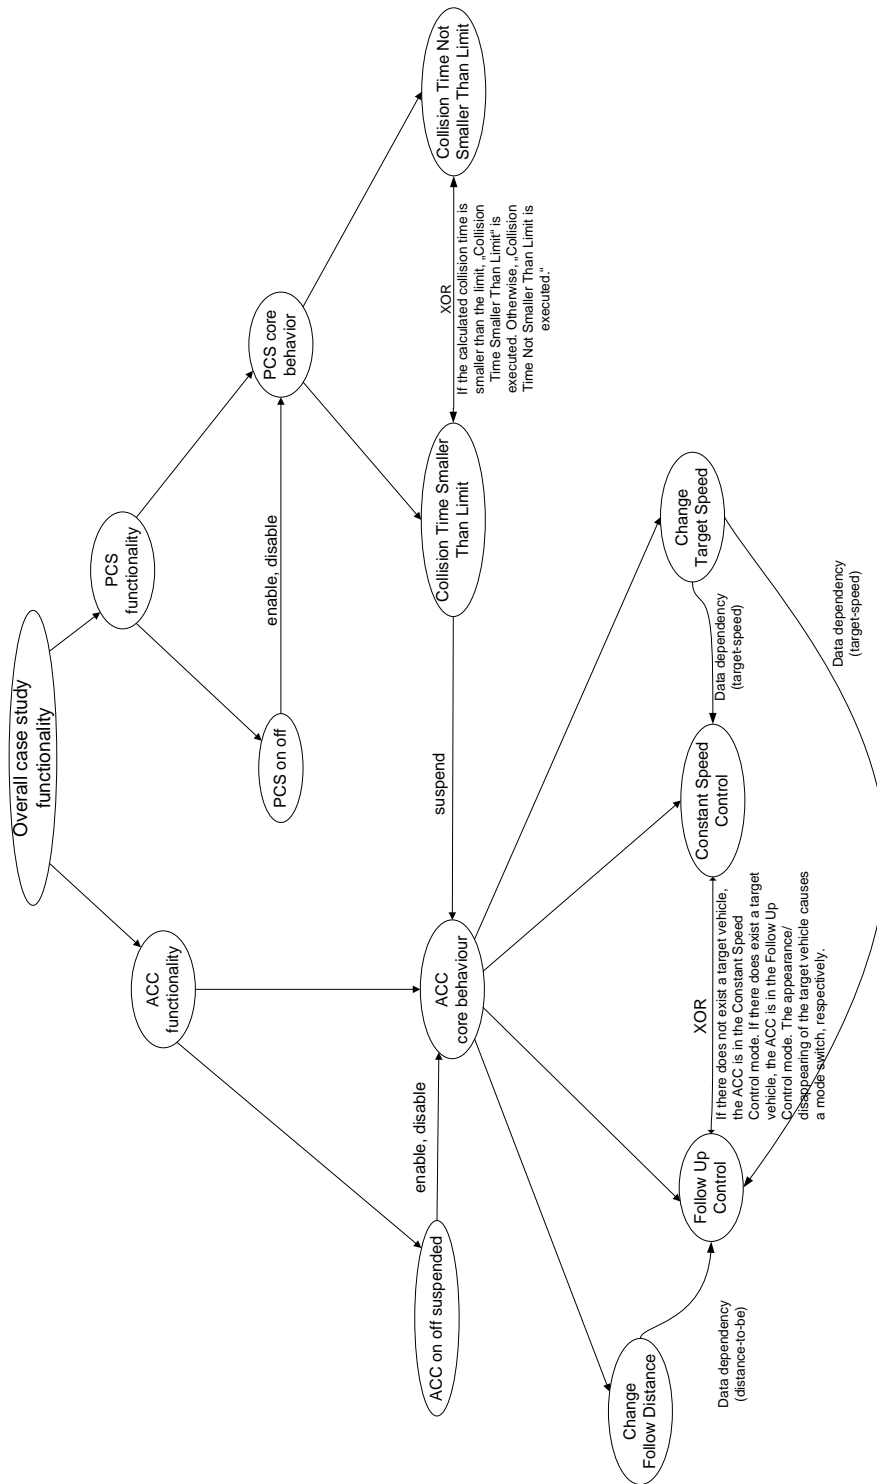 Overall case study
functionality
ACC
functionality
PCS
functionality
PCS on off
enable, disable
PCS core
behavior
ACC on off suspended
enable, disable
ACC
core behaviour
suspend
Collision Time Smaller
Than Limit
XOR
If the calculated collision time is
smaller than the limit, „Collision
Time Smaller Than Limit“ is
executed. Otherwise, „Collision
Time Not Smaller Than Limit is
executed.“
Collision Time Not
Smaller Than Limit
Change
Follow Distance
Data dependency
(distance-to-be)
Follow Up
Control
XOR
If there does not exist a target vehicle,
the ACC is in the Constant Speed
Control mode. If there does exist a target
vehicle, the ACC is in the Follow Up
Control mode. The appearance/
disappearing of the target vehicle causes
a mode switch, respectively.
Constant Speed
Control
Data dependency
(target-speed)
Change
Target Speed
Data dependency
(target-speed)